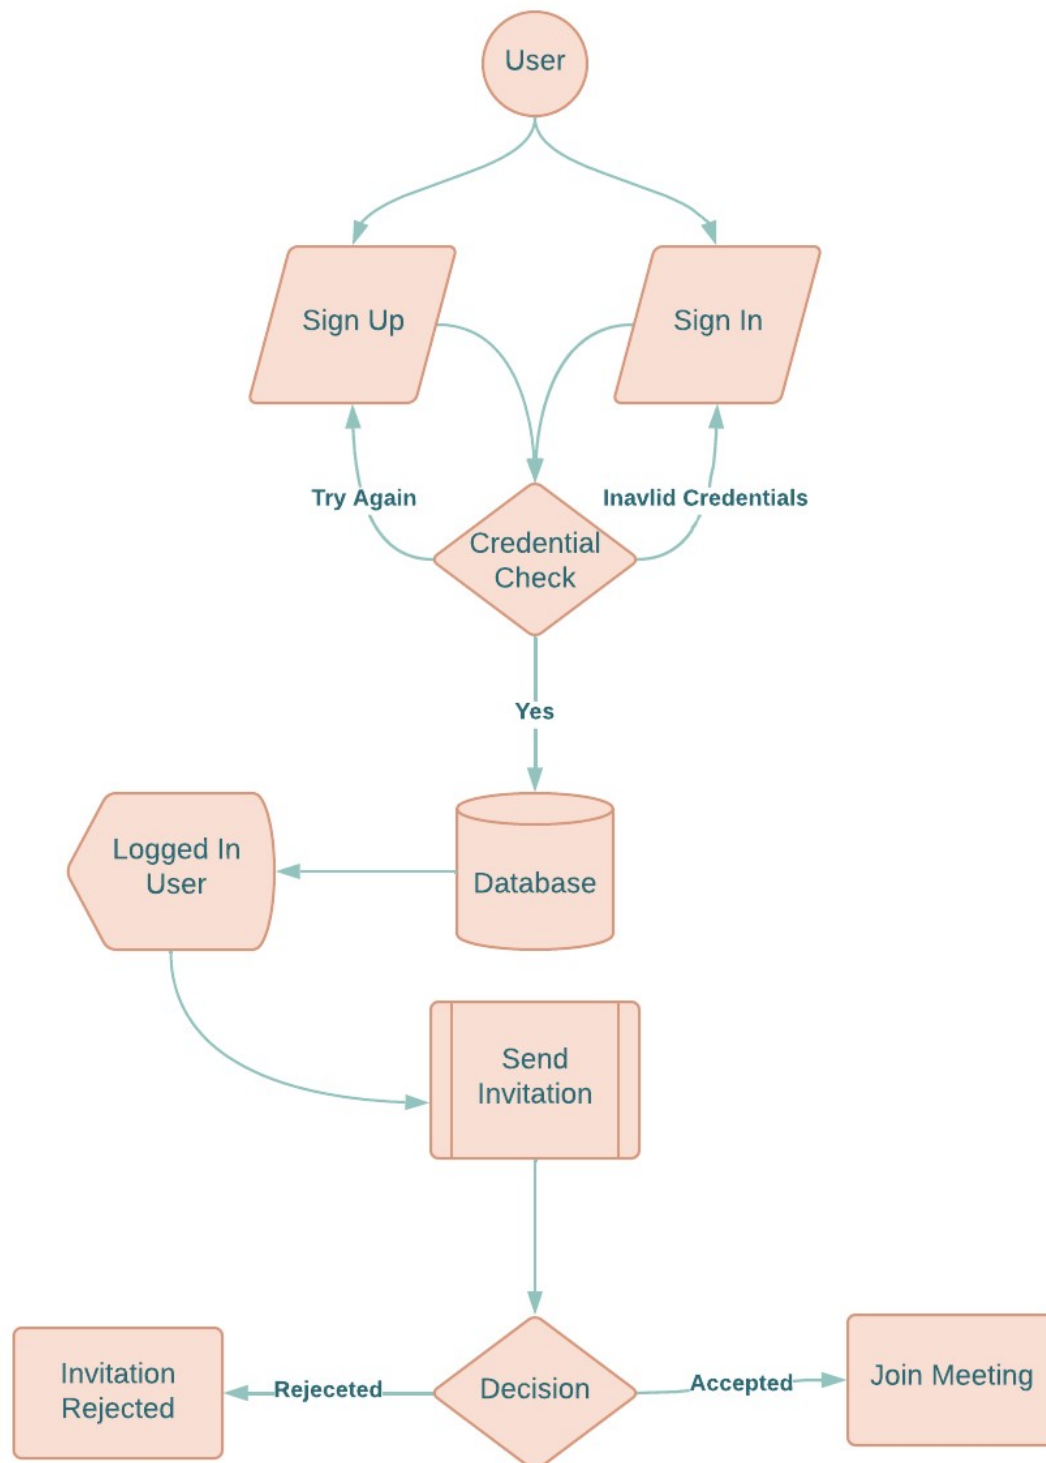 User
Sign Up
Sign In
Try Again
Inavlid Credentials
Credential
Check
Yes
Logged In
User
Database
Send
Invitation
Invitation
Rejected
Rejeceted
Decision
Accepted
Join Meeting